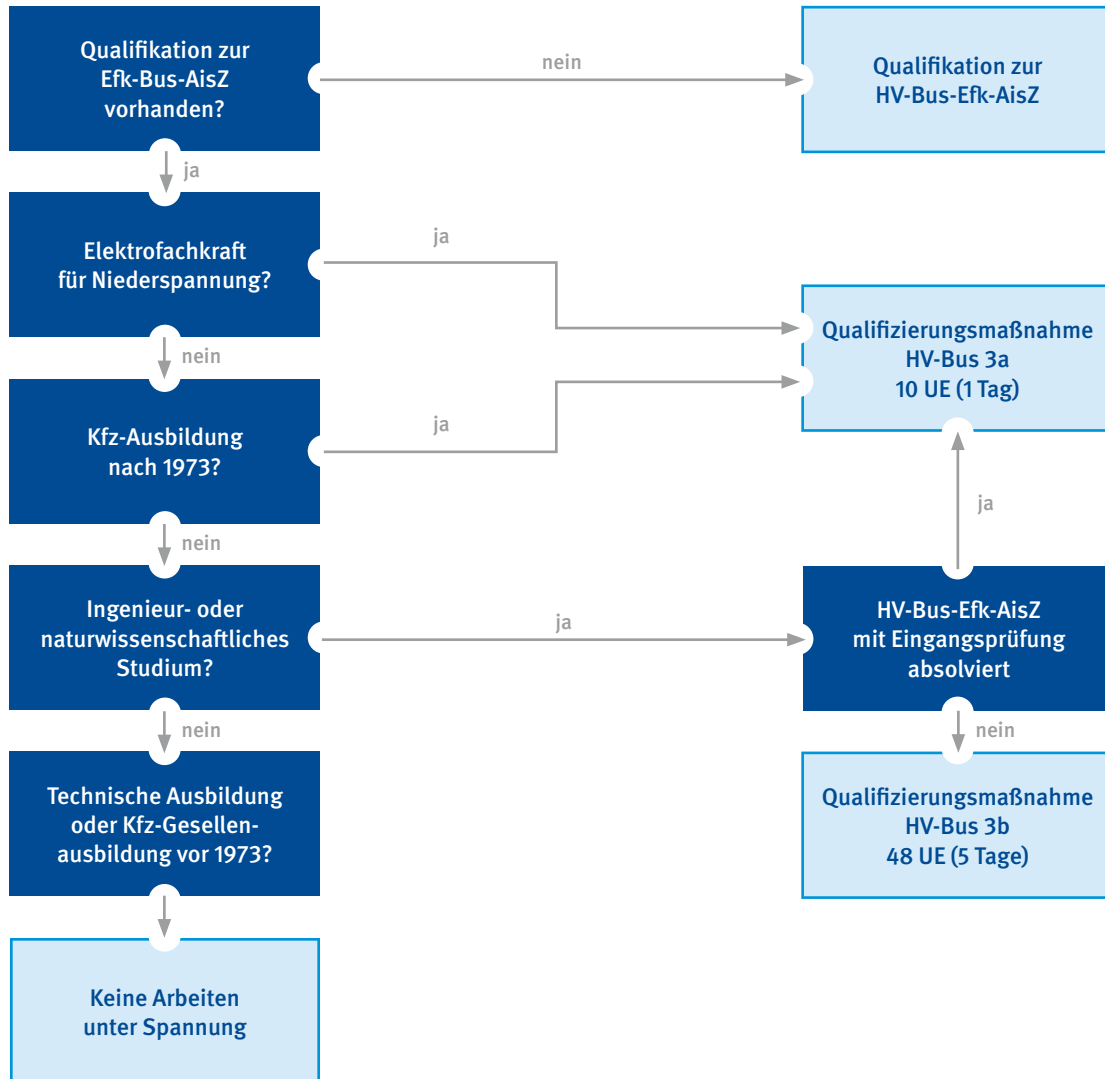 Qualifikation zur
Efk-Bus-AisZ
vorhanden?
nein
Qualifikation zur
HV-Bus-Efk-AisZ
ja
Elektrofachkraft
für Niederspannung?
ja
Qualifizierungsmaßnahme
HV-Bus 3a
10 UE (1 Tag)
nein
Kfz-Ausbildung
nach 1973?
ja
ja
nein
Ingenieur- oder
naturwissenschaftliches
Studium?
ja
HV-Bus-Efk-AisZ
mit Eingangsprüfung
absolviert
nein
nein
Technische Ausbildung
oder Kfz-Gesellen-
ausbildung vor 1973?
Qualifizierungsmaßnahme
HV-Bus 3b
48 UE (5 Tage)
Keine Arbeiten
unter Spannung